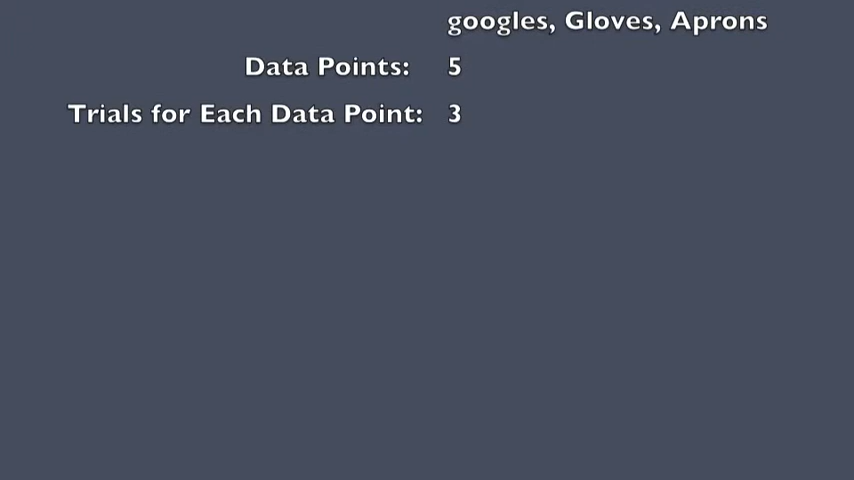 googles, Gloves, Aprons
Data Points: 5
Trials for Each Data Point: 3